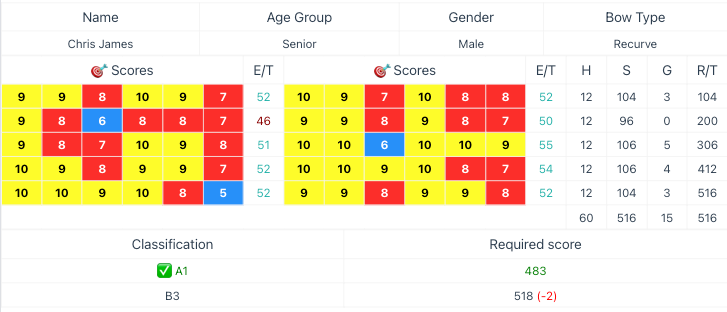 Name Age Group Gender Bow Type
Chris James Senior Male Recurve
Scores E/T Scores E/T H S G R/T
9 9 8 10 9 7 52 10 9 7 10 8 8 52 12 104 3 104
9 8 6 8 8 7 46 9 9 8 9 8 7 50 12 96 0 200
9 8 7 10 9 8 51 10 10 6 10 10 9 55 12 106 5 306
10 9 8 9 9 7 52 10 10 9 10 8 7 54 12 106 4 412
10 10 9 10 8 5 52 9 9 8 9 9 8 52 12 104 3 516
60 516 15 516
Classification Required score
A1 483
B3 518 (-2)